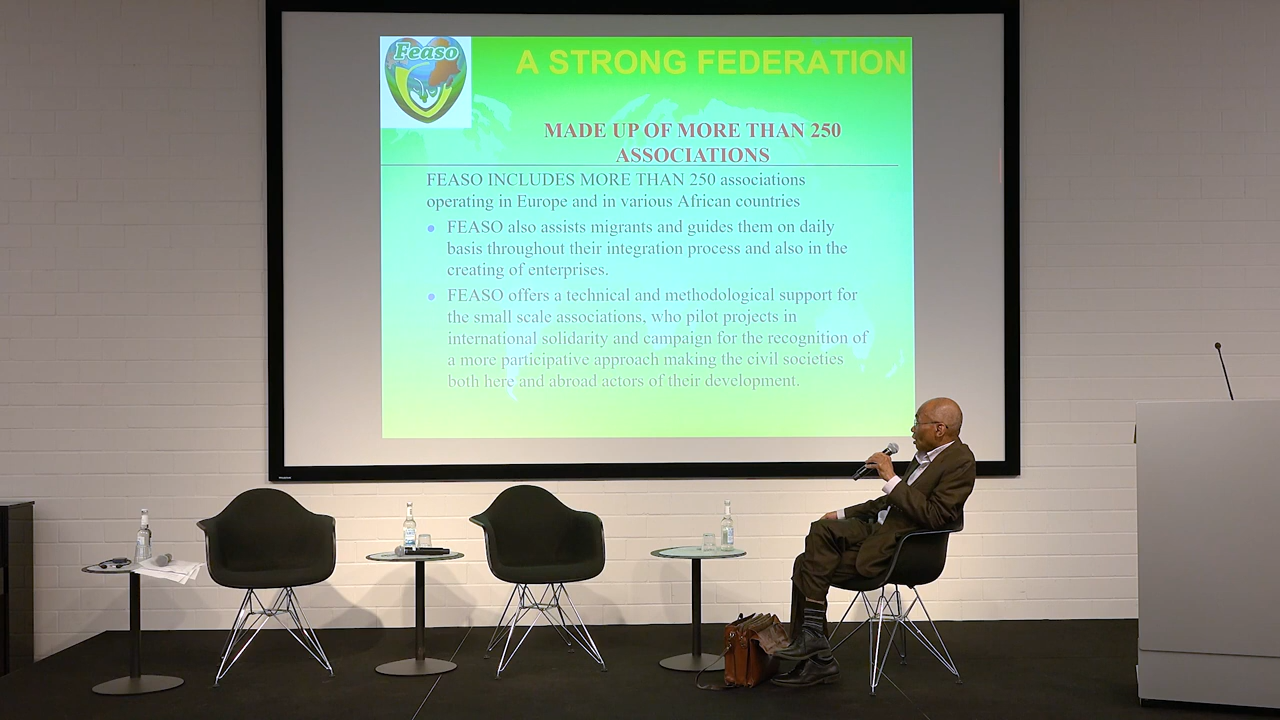 Feaso
A STRONG FEDERATION
MADE UP OF MORE THAN 250
ASSOCIATIONS
FEASO INCLUDES MORE THAN 250 associations
operating in Europe and in various African countries
• FEASO also assists migrants and guides them on daily
basis throughout their integration process and also in the
creating of enterprises.
• FEASO offers a technical and methodological support for
the small scale associations, who pilot projects in
international solidarity and campaign for the recognition of
a more participative approach making the civil societies
both here and abroad actors of their development.